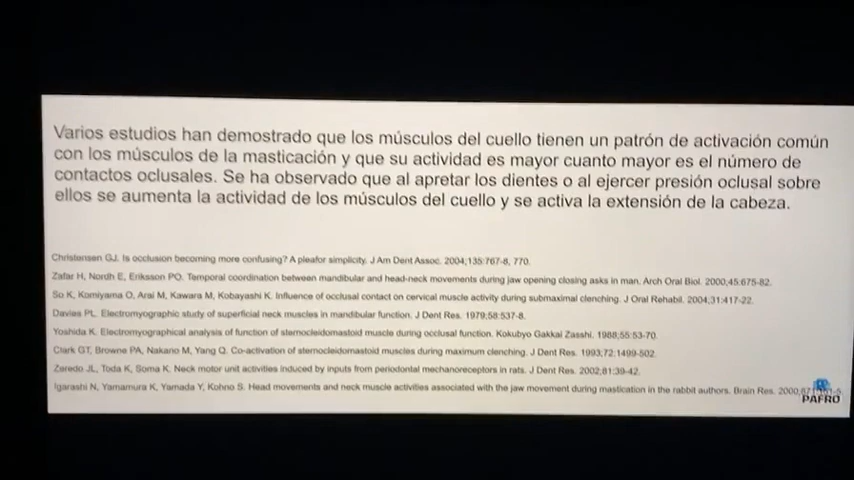 Varios estudios han demostrado que los músculos del cuello tienen un patrón de activación común
con los músculos de la masticación y que su actividad es mayor cuanto mayor es el número de
contactos oclusales. Se ha observado que al apretar los dientes o al ejercer presión oclusal sobre
ellos se aumenta la actividad de los músculos del cuello y se activa la extensión de la cabeza.
Christensen GJ. Is occlusion becoming more confusing? A pleafor simplicity. J Am Dent Assoc. 2004;135:767-8, 770.
Zafar H, Nordh E, Eriksson PO. Temporal coordination between mandibular and head-neck movements during jaw opening closing asks in man. Arch Oral Biol. 2000;45:675-82.
So K, Komiyama O, Arai M, Kawara M, Kobayashi K. Influence of occlusal contact on cervical muscle activity during submaximal clenching. J Oral Rehabil. 2004;31:417-22.
Davies PL. Electromyographic study of superficial neck muscles in mandibular function. J Dent Res. 1979;58:537-8.
Yoshida K. Electromyographical analysis of function of sternocleidomastoid muscle during occlusal function. Kokubyo Gakkai Zasshi. 1988;55:53-70.
Clark GT, Browne PA, Nakano M, Yang Q. Co-activation of sternocleidomastoid muscles during maximum clenching. J Dent Res. 1993;72:1499-502.
Zeredo JL, Toda K, Soma K. Neck motor unit activities induced by inputs from periodontal mechanoreceptors in rats. J Dent Res. 2002;81:39-42.
Igarashi N, Yamamura K, Yamada Y, Kohno S. Head movements and neck muscle activities associated with the jaw movement during mastication in the rabbit authors. Brain Res. 2000;
PAFRO